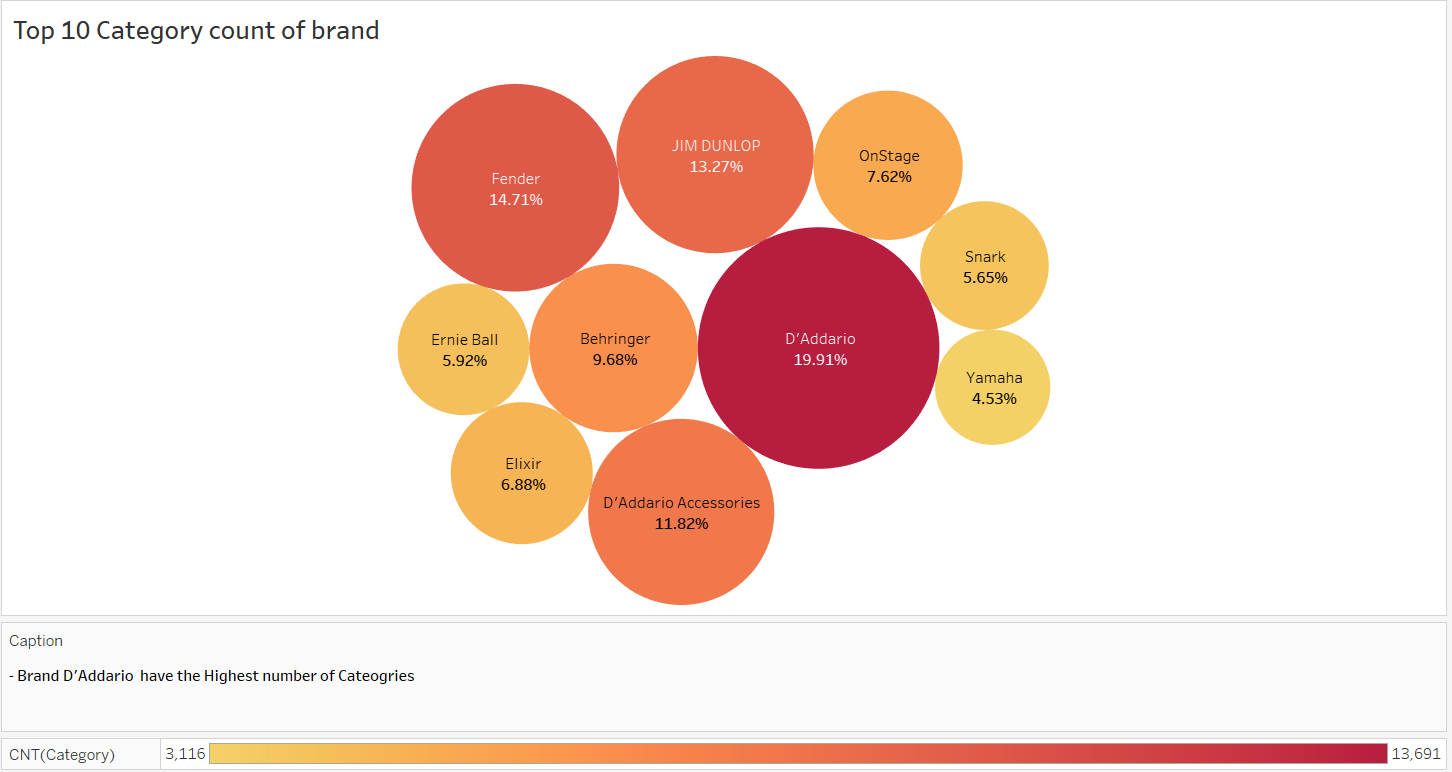 Top 10 Category count of brand
JIM DUNLOP
13.27%
OnStage
7.62%
Fender
14.71%
Snark
5.65%
Ernie Ball
5.92%
Behringer
9.68%
D’Addario
19.91%
Yamaha
4.53%
Elixir
6.88%
D’Addario Accessories
11.82%
Caption
- Brand D’Addario  have the Highest number of Cateogries
CNT(Category)
3,116
13,691